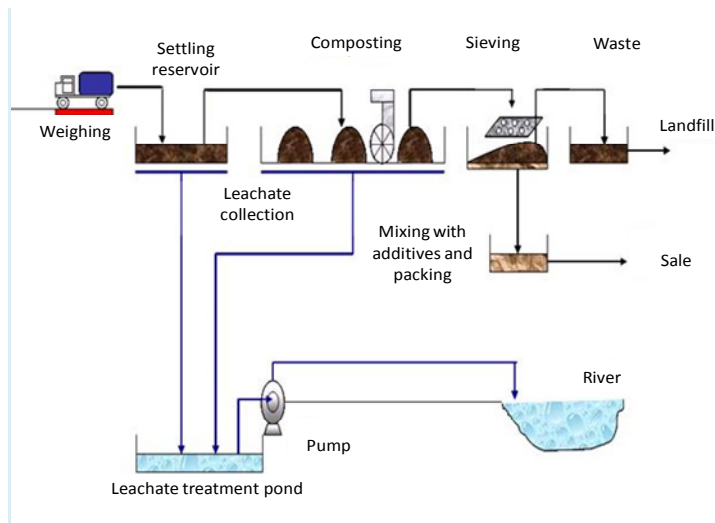 Settling
reservoir
Composting
Sieving
Waste
Weighing
Landfill
Leachate
collection
Mixing with
additives and
packing
Sale
River
Pump
Leachate treatment pond